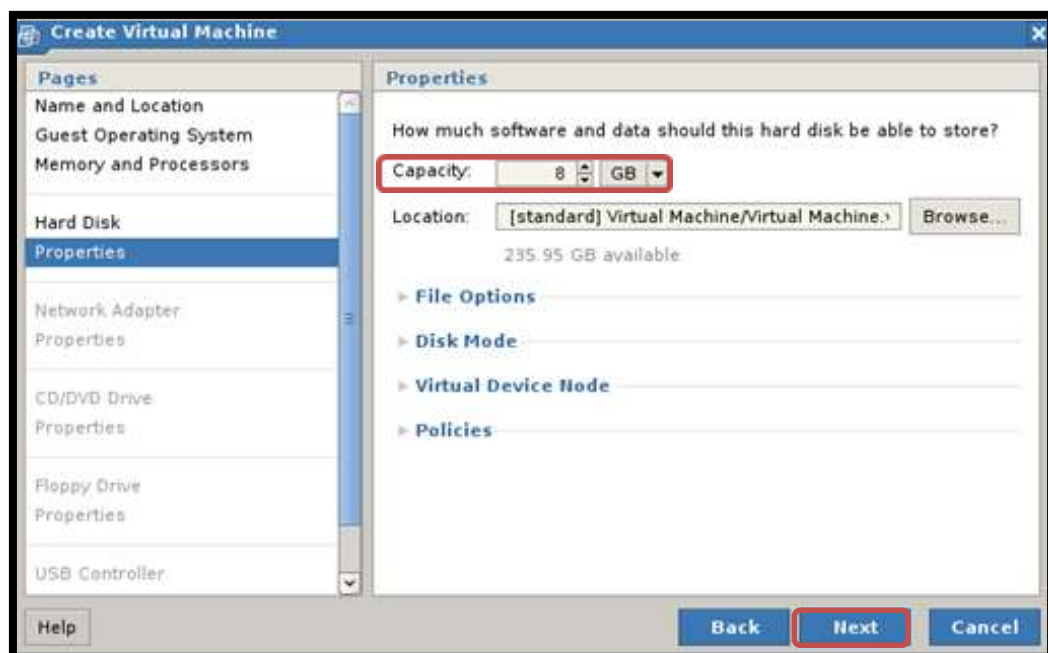 Create Virtual Machine
Pages
Name and Location
Guest Operating System
Memory and Processors
Hard Disk
Properties
Network Adapter
Properties
CD/DVD Drive
Properties
Floppy Drive
Properties
USB Controller
Properties
How much software and data should this hard disk be able to store?
Capacity: 8 GB
Location: [standard] Virtual Machine/Virtual Machine. Browse...
235.95 GB available
File Options
Disk Mode
Virtual Device Node
Policies
Help Back Next Cancel